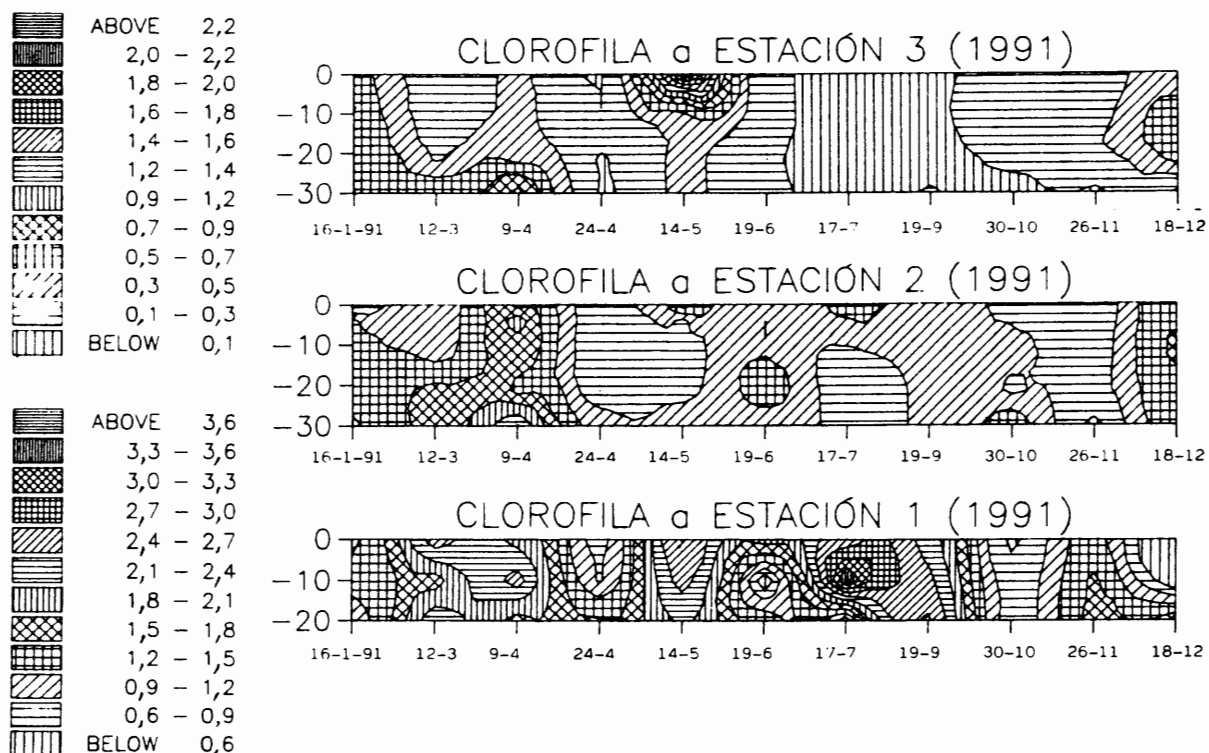 ABOVE 2,2
2,0 – 2,2
1,8 – 2,0
1,6 – 1,8
1,4 – 1,6
1,2 – 1,4
0,9 – 1,2
0,7 – 0,9
0,5 – 0,7
0,3 0,5
0,1 – 0,3
BELOW 0,1
ABOVE 3,6
3,3 – 3,6
3,0 – 3,3
2,7 – 3,0
2,4 – 2,7
2,1 – 2,4
1,8 – 2,1
1,5 – 1,8
1,2 – 1,5
0,9 – 1,2
0,6 – 0,9
BELOW 0,6
CLOROFILA a ESTACIÓN 3 (1991)
0
−10
−20
−30
16-1-91 12-3 9-4 24-4 14-5 19-6 17-7 19-9 30-10 26-11 18-12
CLOROFILA a ESTACIÓN 2 (1991)
0
−10
−20
−30
16-1-91 12-3 9-4 24-4 14-5 19-6 17-7 19-9 30-10 26-11 18-12
CLOROFILA a ESTACIÓN 1 (1991)
0
−10
−20
16-1-91 12-3 9-4 24-4 14-5 19-6 17-7 19-9 30-10 26-11 18-12